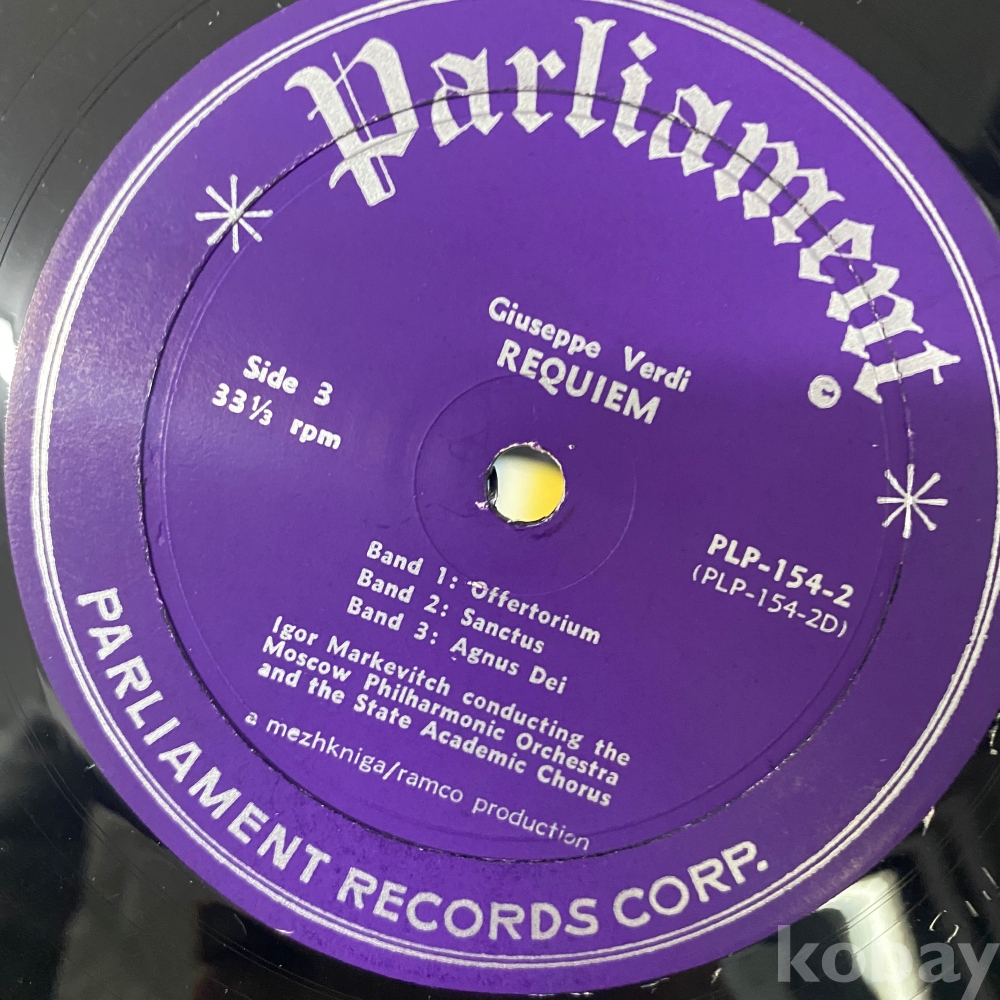 Parliament
©
Giuseppe Verdi
REQUIEM
Side 3
33⅓ rpm
PLP-154-2
(PLP-154-2D)
Band 1: Offertorium
Band 2: Sanctus
Band 3: Agnus Dei
Igor Markevitch conducting the
Moscow Philharmonic Orchestra
and the State Academic Chorus
a mezhkniga/ramco production
PARLIAMENT RECORDS CORP.
kobay